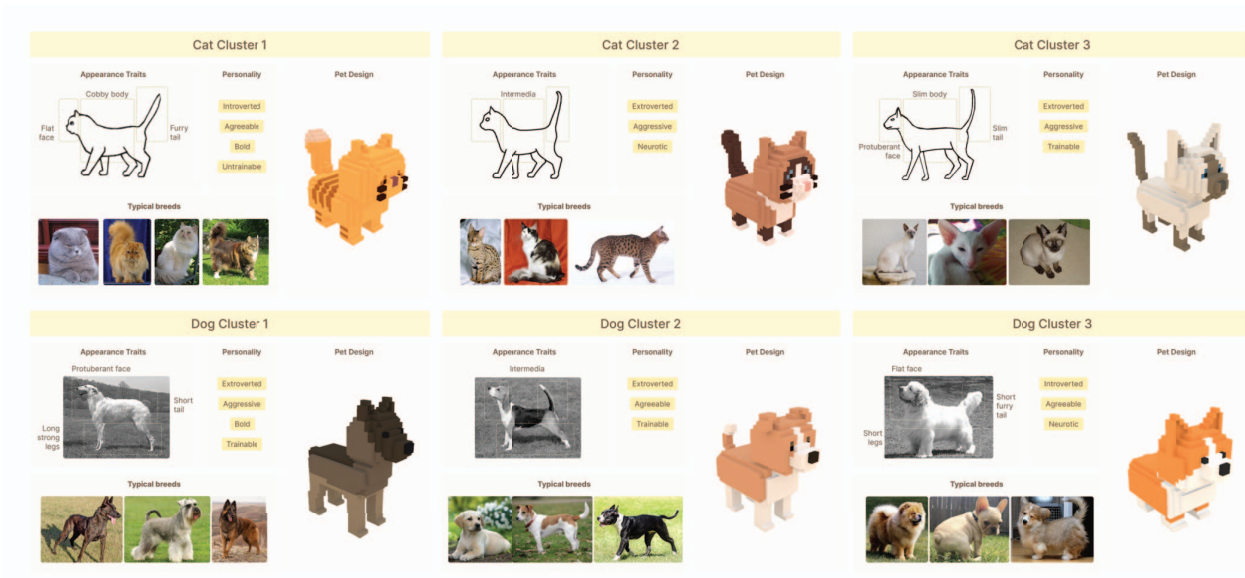 Cat Cluster 1
Appearance Traits
Personality
Pet Design
Cobby body
Flat
face
Furry
tail
Introverted
Agreeable
Bold
Untrainabe
Typical breeds
Cat Cluster 2
Appearance Traits
Personality
Pet Design
Intermedia
Extroverted
Aggressive
Neurotic
Typical breeds
Cat Cluster 3
Appearance Traits
Personality
Pet Design
Slim body
Slim
tail
Protuberant
face
Extroverted
Aggressive
Trainable
Typical breeds
Dog Cluster 1
Appearance Traits
Personality
Pet Design
Protuberant face
Short
tail
Long
strong
legs
Extroverted
Aggressive
Bold
Trainable
Typical breeds
Dog Cluster 2
Appearance Traits
Personality
Pet Design
Intermedia
Extroverted
Agreeable
Trainable
Typical breeds
Dog Cluster 3
Appearance Traits
Personality
Pet Design
Flat face
Short
furry
tail
Short
legs
Introverted
Agreeable
Neurotic
Typical breeds